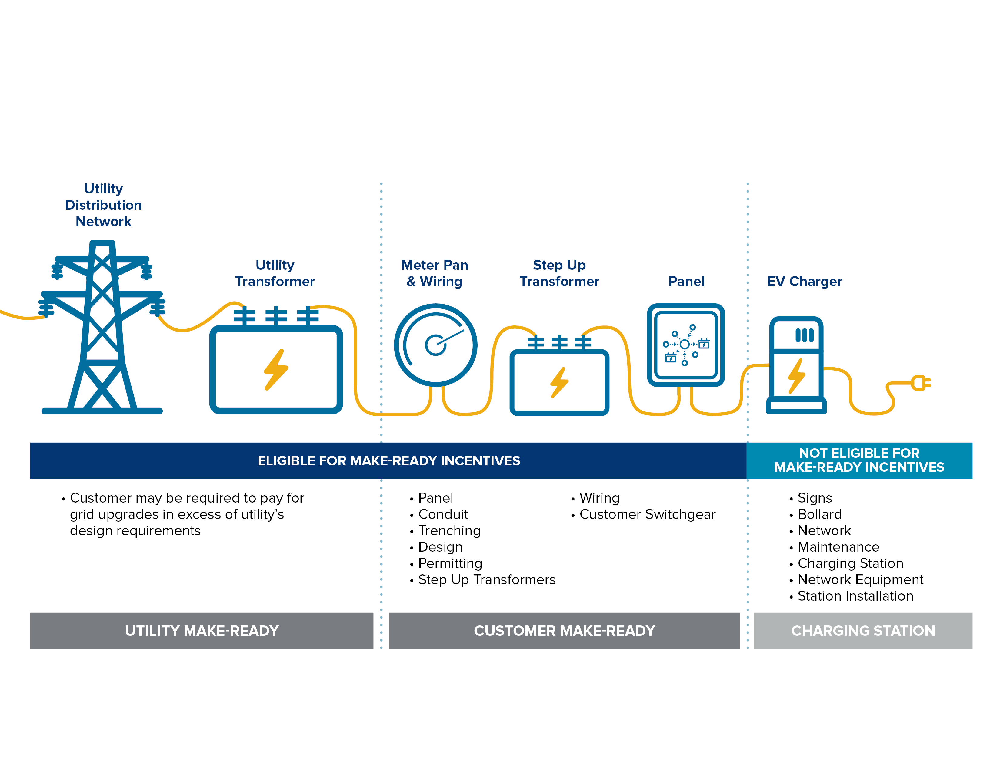 Utility
Distribution
Network
Utility
Transformer
Meter Pan
& Wiring
Step Up
Transformer
Panel
EV Charger
ELIGIBLE FOR MAKE-READY INCENTIVES
NOT ELIGIBLE FOR
MAKE-READY INCENTIVES
• Customer may be required to pay for
grid upgrades in excess of utility’s
design requirements
• Panel
• Conduit
• Trenching
• Design
• Permitting
• Step Up Transformers
• Wiring
• Customer Switchgear
• Signs
• Bollard
• Network
• Maintenance
• Charging Station
• Network Equipment
• Station Installation
UTILITY MAKE-READY
CUSTOMER MAKE-READY
CHARGING STATION